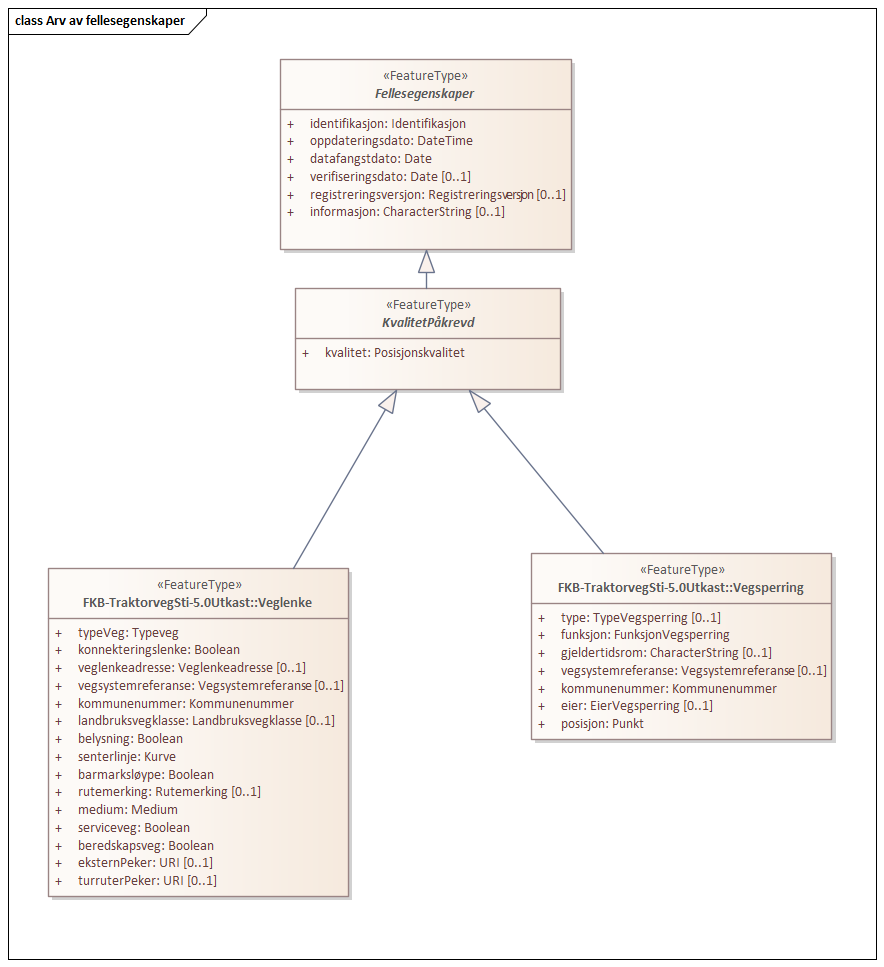 class Arv av fellesegenskaper
«FeatureType»
Fellesegenskaper
+ identifikasjon: Identifikasjon
+ oppdateringsdato: DateTime
+ datafangstdato: Date
+ verifiseringsdato: Date [0..1]
+ registreringsversjon: Registreringsversjon [0..1]
+ informasjon: CharacterString [0..1]
«FeatureType»
KvalitetPåkrevd
+ kvalitet: Posisjonskvalitet
«FeatureType»
FKB-TraktorvegSti-5.0Utkast::Veglenke
+ typeVeg: Typeveg
+ konnekteringslenke: Boolean
+ veglenkeadresse: Veglenkeadresse [0..1]
+ vegsystemreferanse: Vegsystemreferanse [0..1]
+ kommunenummer: Kommunenummer
+ landbruksvegklasse: Landbruksvegklasse [0..1]
+ belysning: Boolean
+ senterlinje: Kurve
+ barmarksløype: Boolean
+ rutemerking: Rutemerking [0..1]
+ medium: Medium
+ serviceveg: Boolean
+ beredskapsveg: Boolean
+ eksternPeker: URI [0..1]
+ turruterPeker: URI [0..1]
«FeatureType»
FKB-TraktorvegSti-5.0Utkast::Vegsperring
+ type: TypeVegsperring [0..1]
+ funksjon: FunksjonVegsperring
+ gjeldertidsrom: CharacterString [0..1]
+ vegsystemreferanse: Vegsystemreferanse [0..1]
+ kommunenummer: Kommunenummer
+ eier: EierVegsperring [0..1]
+ posisjon: Punkt